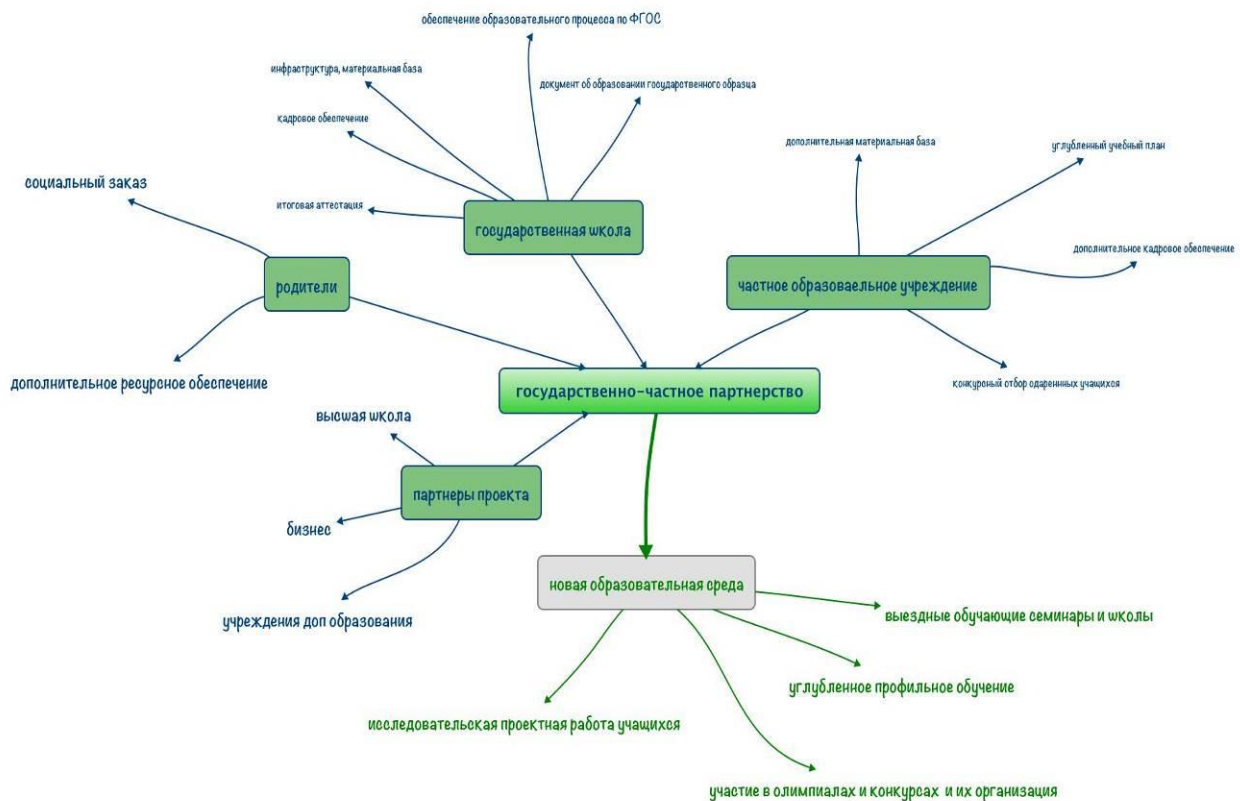 обеспечение образовательного процесса по ФГОС
инфраструктура, материальная база
документ об образовании государственного образца
кадровое обеспечение
дополнительная материальная база
углубленный учебный план
социальный заказ
итоговая аттестация
государственная школа
дополнительное кадровое обеспечение
родители
частное образоваельное учреждение
дополнительное ресурсное обеспечение
государственно-частное партнерство
конкурсный отбор одареннных учащихся
высшая школа
партнеры проекта
бизнес
новая образовательная среда
учреждения доп образования
выездные обучающие семинары и школы
углубленное профильное обучение
исследовательская проектная работа учащихся
участие в олимпиалах и конкурсах и их организация